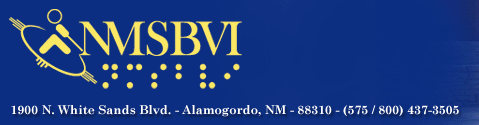 NMSBVI
⠝⠍⠎⠃⠧⠊
1900 N. White Sands Blvd. - Alamogordo, NM - 88310 - (575 / 800) 437-3505